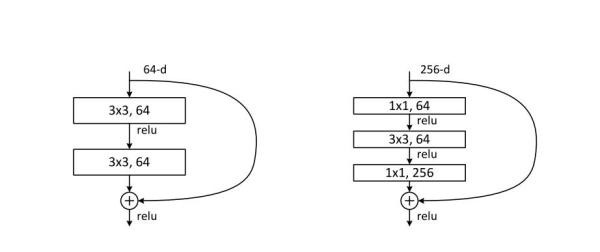 64-d
3x3, 64
relu
3x3, 64
+
relu
256-d
1x1, 64
relu
3x3, 64
relu
1x1, 256
+
relu